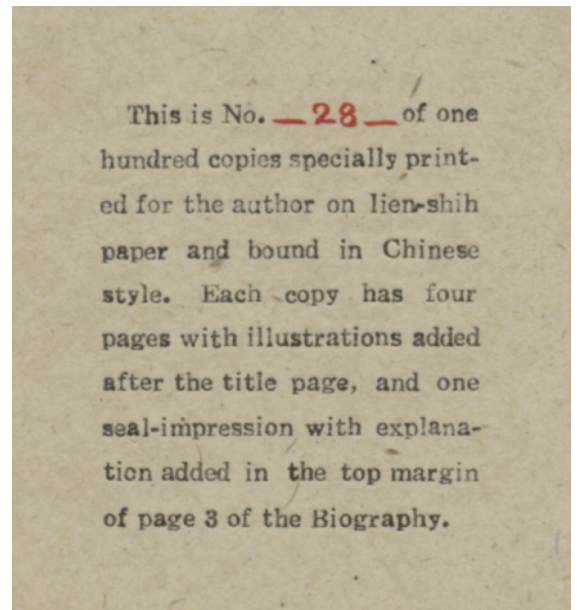 This is No. 28 of one
hundred copies specially print-
ed for the author on lien-shih
paper and bound in Chinese
style. Each copy has four
pages with illustrations added
after the title page, and one
seal-impression with explana-
tion added in the top margin
of page 3 of the Biography.